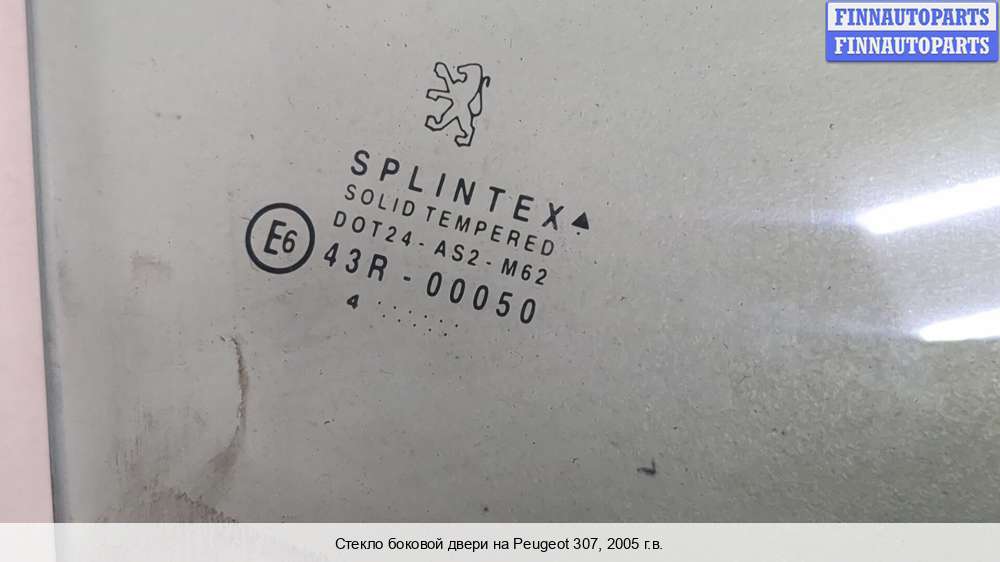 FINNAUTOPARTS
FINNAUTOPARTS
SPLINTEX
SOLID TEMPERED
DOT24-AS2-M62
E6
43R-00050
4 .......
Стекло боковой двери на Peugeot 307, 2005 г.в.